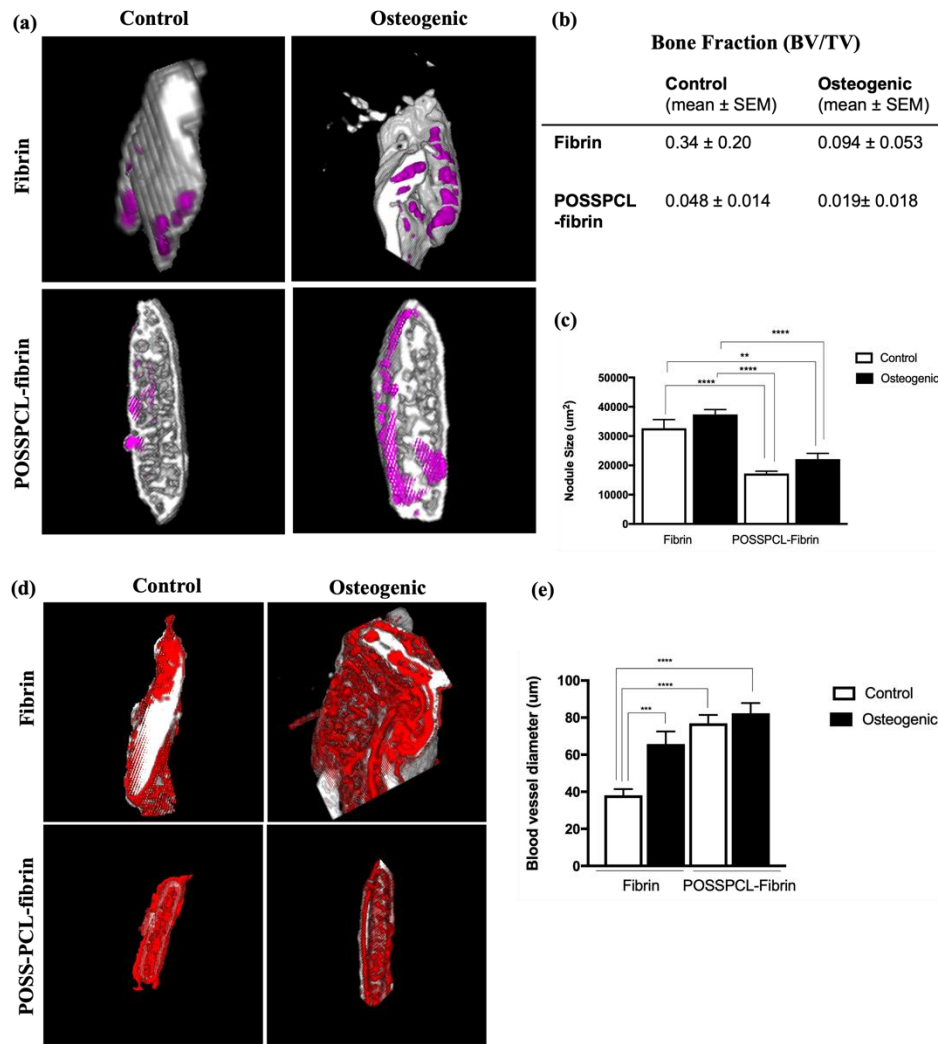 (a)
Control
Osteogenic
Fibrin
POSSPCL-fibrin
(b)
Bone Fraction (BV/TV)
Control
(mean ± SEM)
Osteogenic
(mean ± SEM)
Fibrin
0.34 ± 0.20
0.094 ± 0.053
POSSPCL
-fibrin
0.048 ± 0.014
0.019± 0.018
(c)
****
**
****
****
Control
Osteogenic
Nodule Size (um²)
50000
40000
30000
20000
10000
0
Fibrin
POSSPCL-Fibrin
(d)
Control
Osteogenic
Fibrin
POSS-PCL-fibrin
(e)
****
****
***
Control
Osteogenic
Blood vessel diameter (um)
100
80
60
40
20
0
Fibrin
POSSPCL-Fibrin